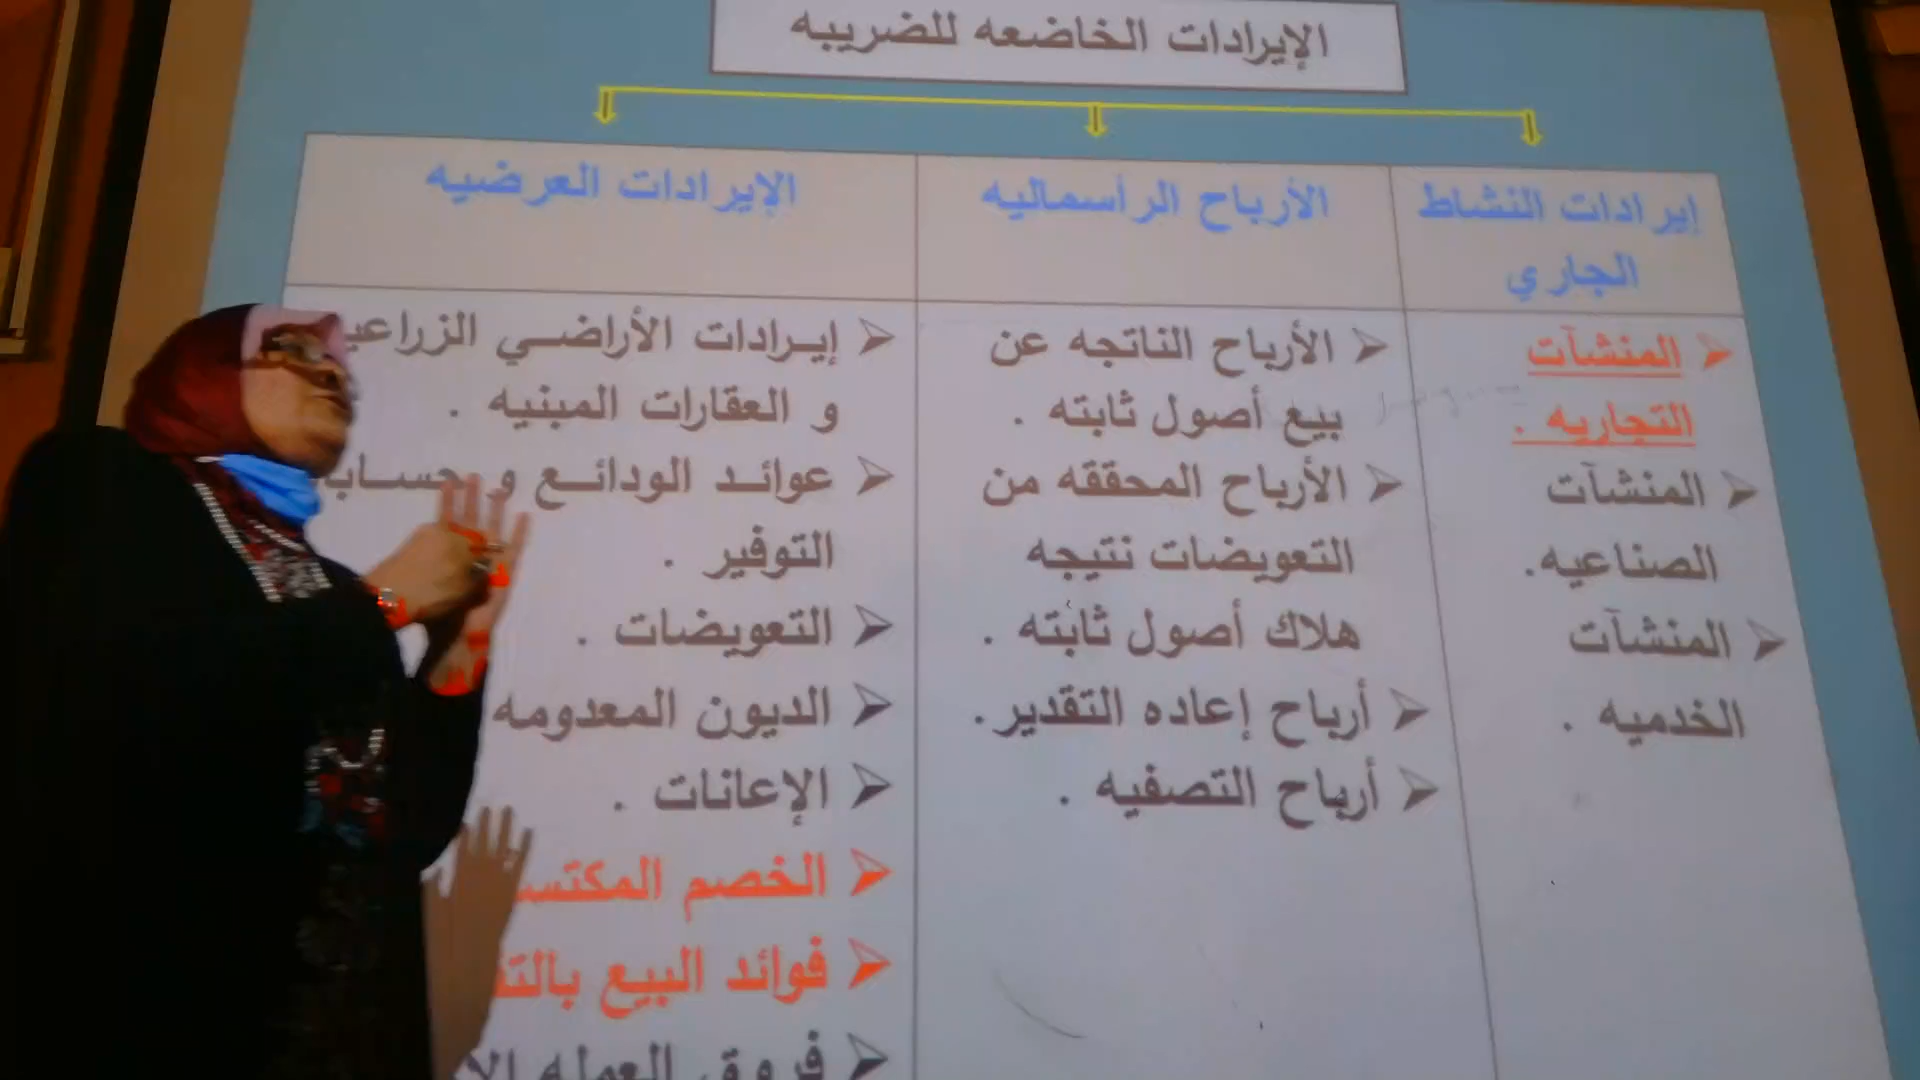 الإيرادات الخاضعه للضريبه
إيرادات النشاط
الجاري
المنشآت
التجاريه .
المنشآت
الصناعيه.
المنشآت
الخدميه .
الأرباح الرأسماليه
الأرباح الناتجه عن
بيع أصول ثابته .
الأرباح المحققه من
التعويضات نتيجه
هلاك أصول ثابته .
أرباح إعاده التقدير.
أرباح التصفيه .
الإيرادات العرضيه
إيرادات الأراضي
و العقارات المبنيه .
عوائد الودائع و
التوفير .
التعويضات .
الديون المعدومه
الإعانات .
الخصم
فوائد البيع
فروق العمله